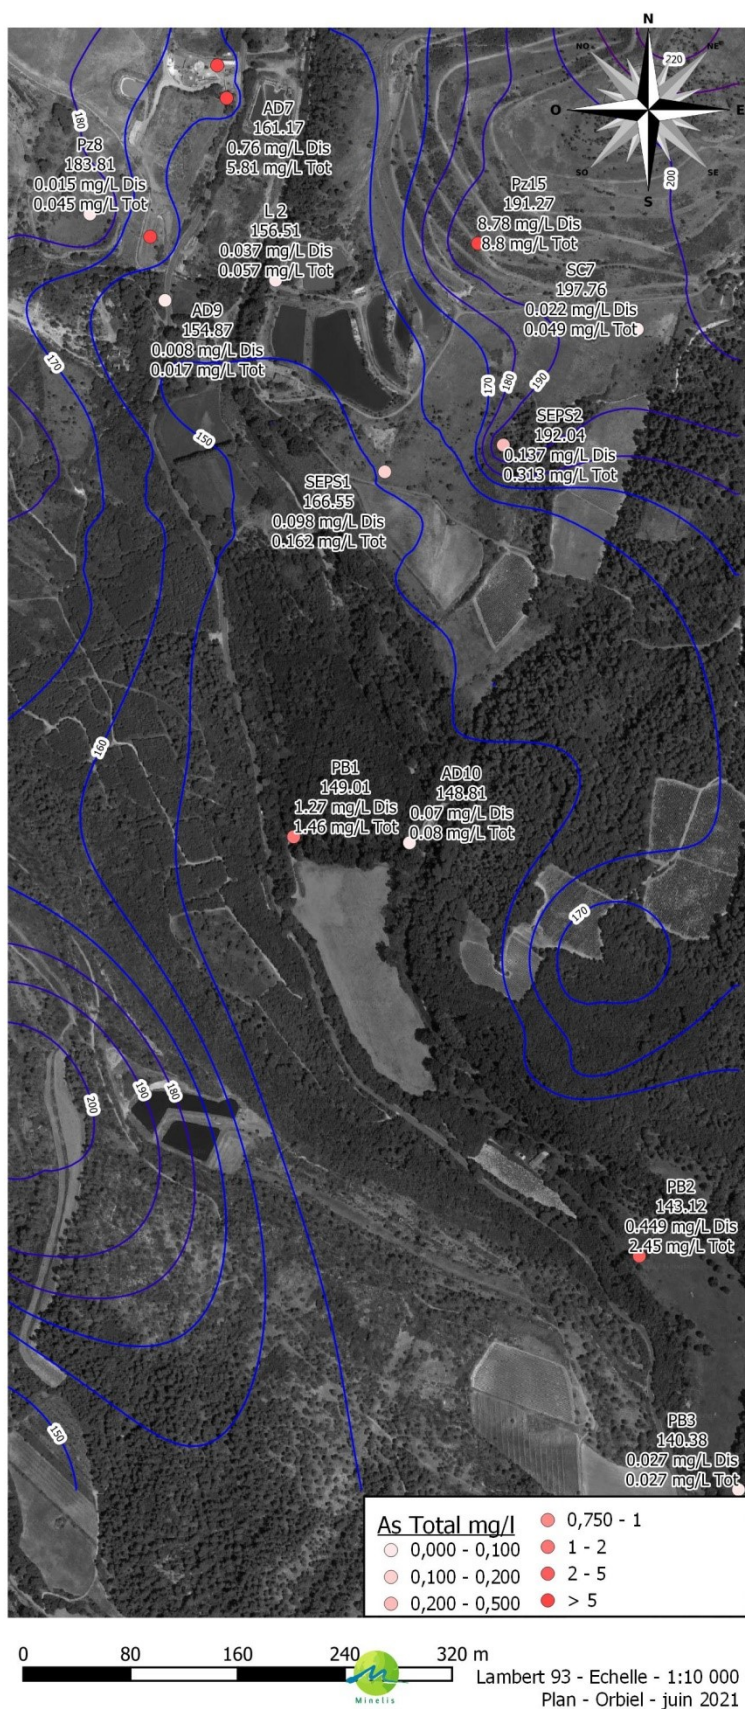 N
NO
NE
O
E
SO
SE
S
220
200
180
Pz8
183.81
0.015 mg/L Dis
0.045 mg/L Tot
AD7
161.17
0.76 mg/L Dis
5.81 mg/L Tot
L 2
156.51
0.037 mg/L Dis
0.057 mg/L Tot
Pz15
191.27
8.78 mg/L Dis
8.8 mg/L Tot
SC7
197.76
0.022 mg/L Dis
0.049 mg/L Tot
AD9
154.87
0.008 mg/L Dis
0.017 mg/L Tot
170
170
180
190
150
SEPS2
192.04
0.137 mg/L Dis
0.313 mg/L Tot
SEPS1
166.55
0.098 mg/L Dis
0.162 mg/L Tot
160
PB1
149.01
1.27 mg/L Dis
1.46 mg/L Tot
AD10
148.81
0.07 mg/L Dis
0.08 mg/L Tot
170
180
190
200
PB2
143.12
0.449 mg/L Dis
2.45 mg/L Tot
150
PB3
140.38
0.027 mg/L Dis
0.027 mg/L Tot
As Total mg/l
0,000 - 0,100
0,100 - 0,200
0,200 - 0,500
0,750 - 1
1 - 2
2 - 5
> 5
0 80 160 240 320 m
Minelis
Lambert 93 - Echelle - 1:10 000
Plan - Orbiel - juin 2021